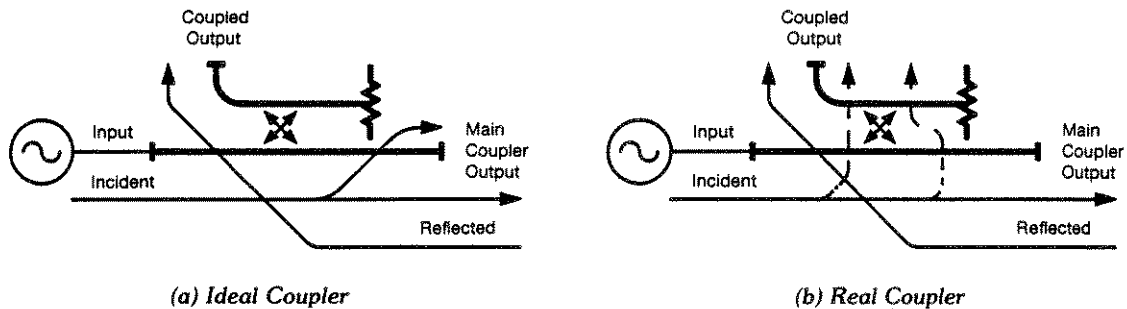 Coupled
Output
Input
Incident
Main
Coupler
Output
Reflected
(a) Ideal Coupler
Coupled
Output
Input
Incident
Main
Coupler
Output
Reflected
(b) Real Coupler